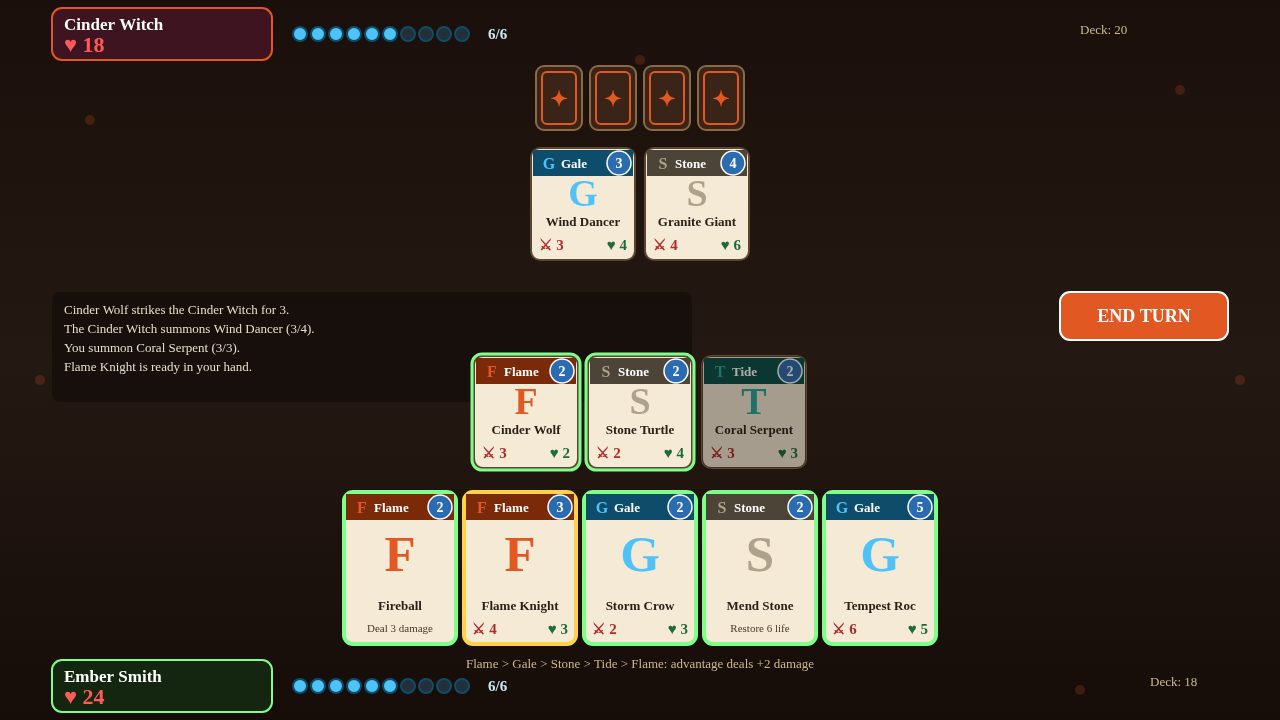 Cinder Witch
♥ 18
6/6
Deck: 20
✦ ✦ ✦ ✦
G Gale 3
G
Wind Dancer
⚔ 3 ♥ 4
S Stone 4
S
Granite Giant
⚔ 4 ♥ 6
Cinder Wolf strikes the Cinder Witch for 3.
The Cinder Witch summons Wind Dancer (3/4).
You summon Coral Serpent (3/3).
Flame Knight is ready in your hand.
END TURN
F Flame 2
F
Cinder Wolf
⚔ 3 ♥ 2
S Stone 2
S
Stone Turtle
⚔ 2 ♥ 4
T Tide 2
T
Coral Serpent
⚔ 3 ♥ 3
F Flame 2
F
Fireball
Deal 3 damage
F Flame 3
F
Flame Knight
⚔ 4 ♥ 3
G Gale 2
G
Storm Crow
⚔ 2 ♥ 3
S Stone 2
S
Mend Stone
Restore 6 life
G Gale 5
G
Tempest Roc
⚔ 6 ♥ 5
Flame > Gale > Stone > Tide > Flame: advantage deals +2 damage
Ember Smith
♥ 24
6/6
Deck: 18